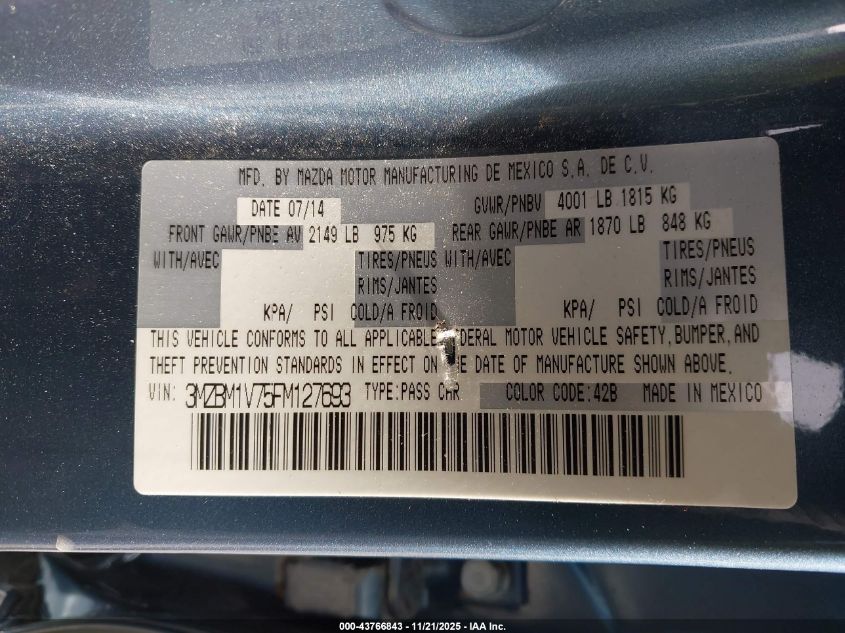 MFD. BY MAZDA MOTOR MANUFACTURING DE MEXICO S.A. DE C.V.
DATE 07/14 GVWR/PNBV 4001 LB 1815 KG
FRONT GAWR/PNBE AV 2149 LB 975 KG REAR GAWR/PNBE AR 1870 LB 848 KG
WITH/AVEC TIRES/PNEUS WITH/AVEC TIRES/PNEUS
RIMS/JANTES RIMS/JANTES
KPA/ PSI COLD/A FROID KPA/ PSI COLD/A FROID
THIS VEHICLE CONFORMS TO ALL APPLICABLE DERAL MOTOR VEHICLE SAFETY, BUMPER, AND
THEFT PREVENTION STANDARDS IN EFFECT ON E DATE OF MANUFACTURE SHOWN ABOVE.
VIN: 3MZBM1V75FM127693 TYPE:PASS CAR COLOR CODE:42B MADE IN MEXICO
000-43766843 - 11/21/2025 - IAA Inc.